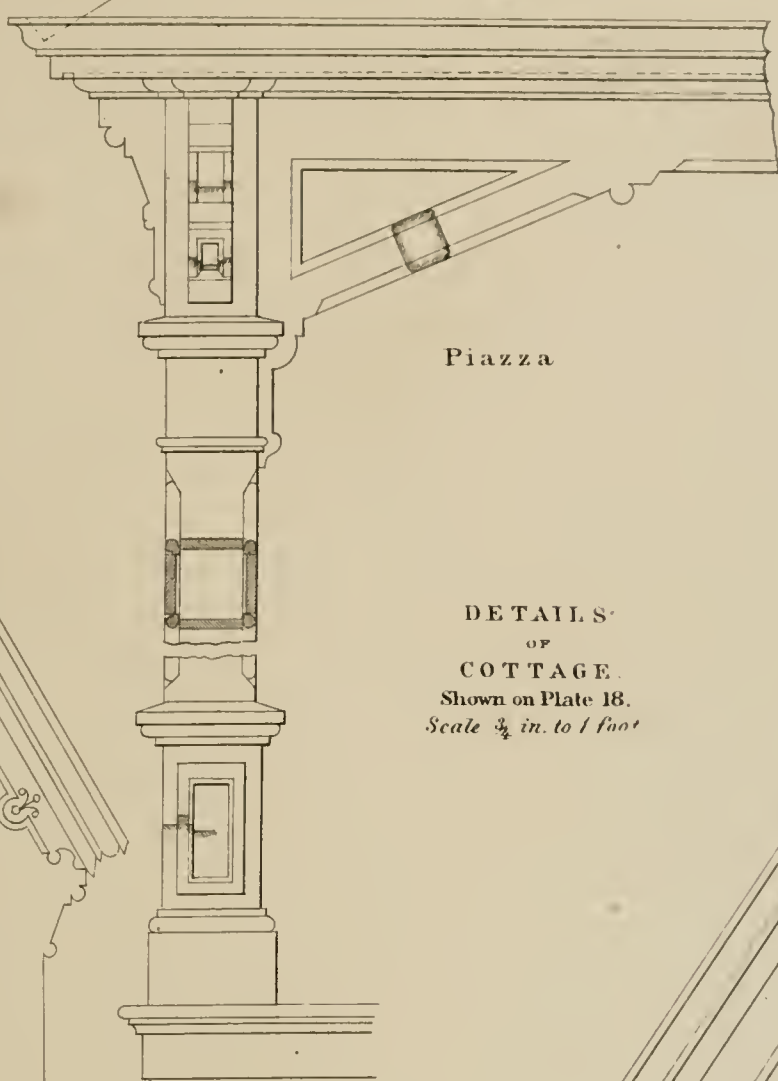 Piazza
DETAILS
OF
COTTAGE.
Shown on Plate 18.
Scale ¾ in. to 1 foot